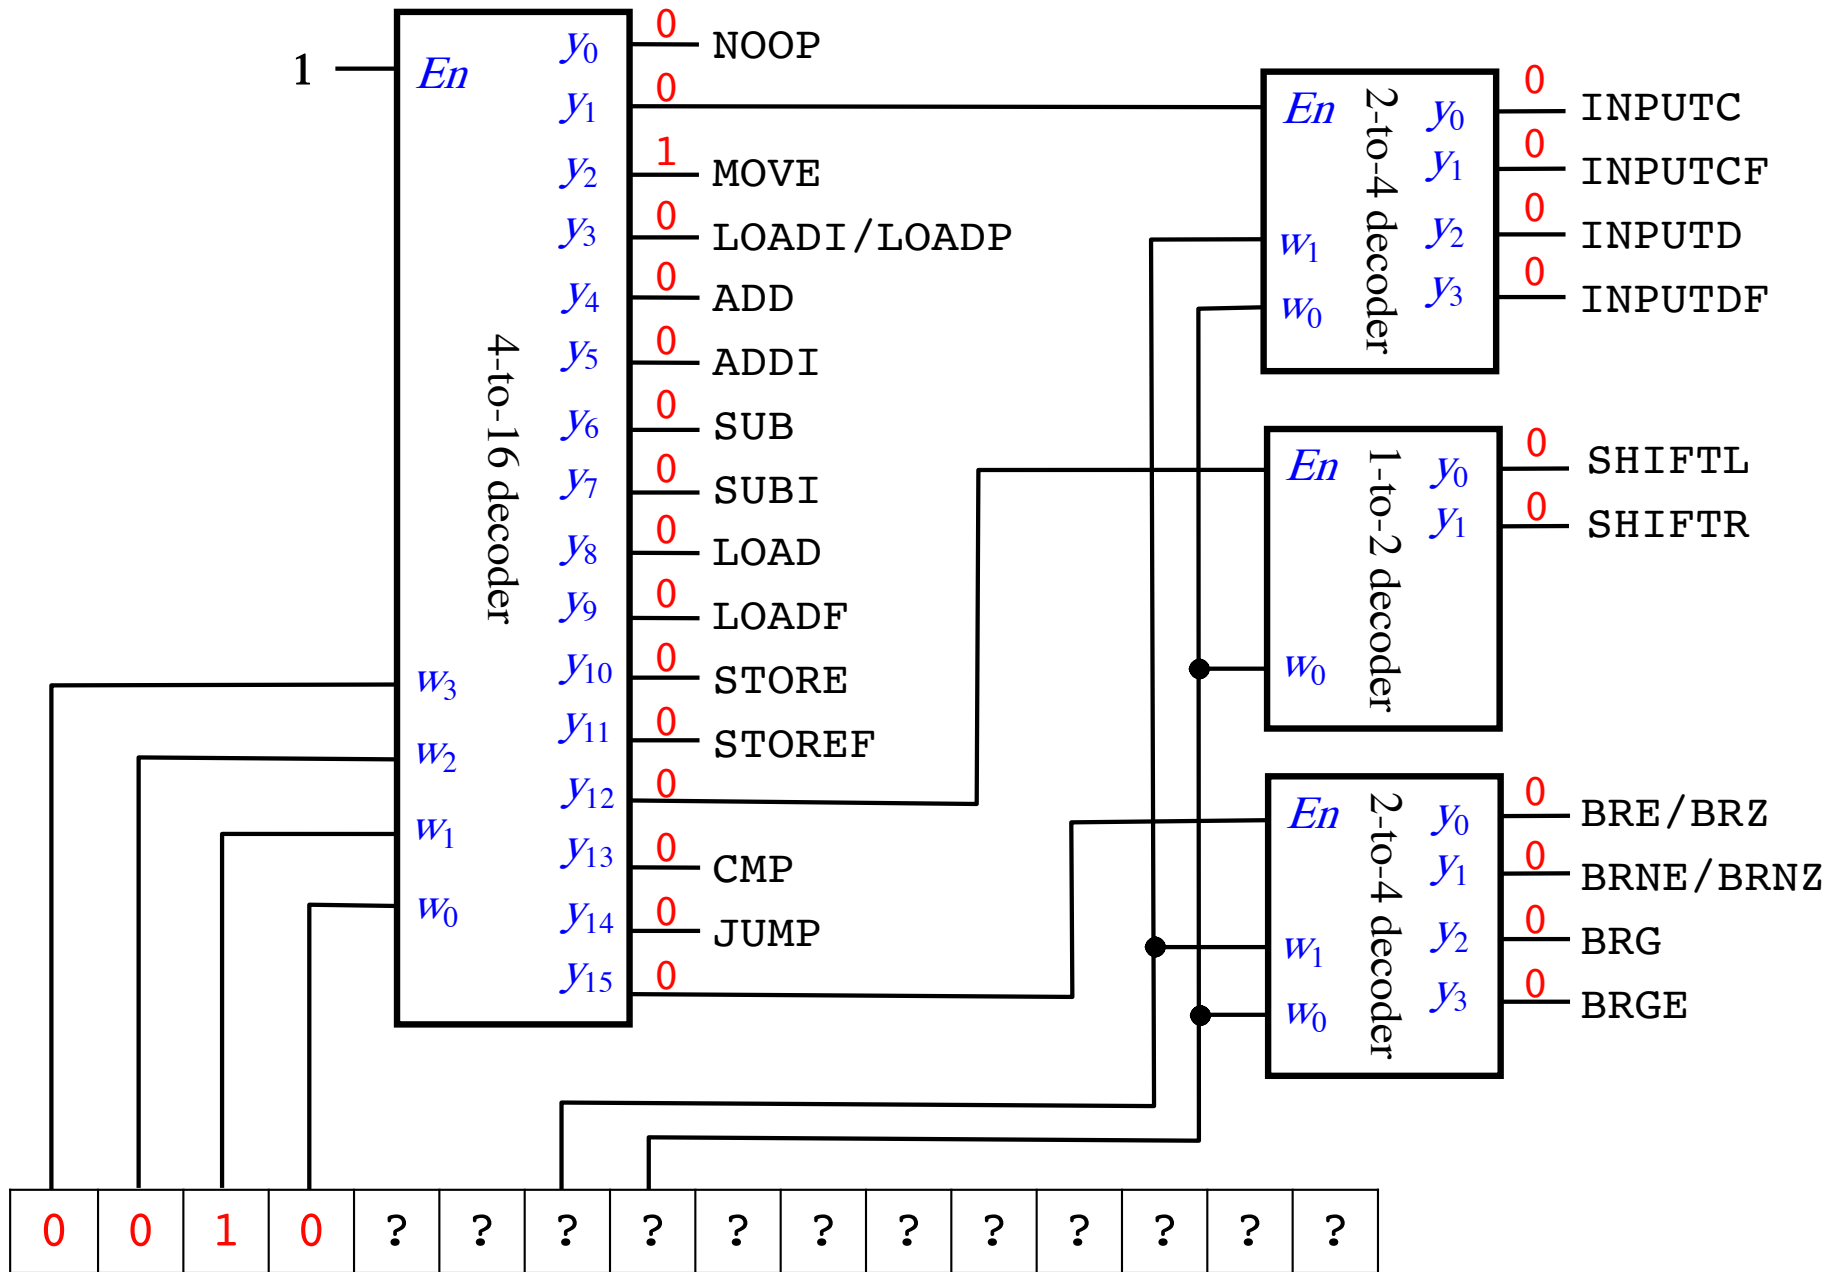 1
En
4-to-16 decoder
w3
w2
w1
w0
y0 0 NOOP
y1 0
y2 1 MOVE
y3 0 LOADI/LOADP
y4 0 ADD
y5 0 ADDI
y6 0 SUB
y7 0 SUBI
y8 0 LOAD
y9 0 LOADF
y10 0 STORE
y11 0 STOREF
y12 0
y13 0 CMP
y14 0 JUMP
y15 0
En
2-to-4 decoder
w1
w0
y0 0 INPUTC
y1 0 INPUTCF
y2 0 INPUTD
y3 0 INPUTDF
En
1-to-2 decoder
w0
y0 0 SHIFTL
y1 0 SHIFTR
En
2-to-4 decoder
w1
w0
y0 0 BRE/BRZ
y1 0 BRNE/BRNZ
y2 0 BRG
y3 0 BRGE
0 0 1 0 ? ? ? ? ? ? ? ? ? ? ? ?